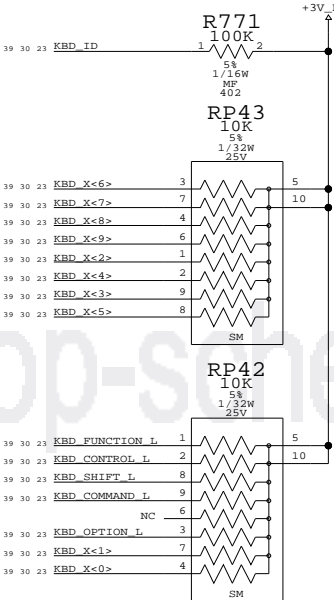 +3V_
R771
100K
39 30 23 KBD_ID 1 2
5%
1/16W
MF
402
RP43
10K
5%
1/32W
25V
39 30 23 KBD_X<6> 3 5
39 30 23 KBD_X<7> 7 10
39 30 23 KBD_X<8> 4
39 30 23 KBD_X<9> 6
39 30 23 KBD_X<2> 1
39 30 23 KBD_X<4> 2
39 30 23 KBD_X<3> 9
39 30 23 KBD_X<5> 8
SM
op-sche
RP42
10K
5%
1/32W
25V
39 30 23 KBD_FUNCTION_L 1 5
39 30 23 KBD_CONTROL_L 2 10
39 30 23 KBD_SHIFT_L 8
39 30 23 KBD_COMMAND_L 9
NC 6
39 30 23 KBD_OPTION_L 3
39 30 23 KBD_X<1> 7
39 30 23 KBD_X<0> 4
SM